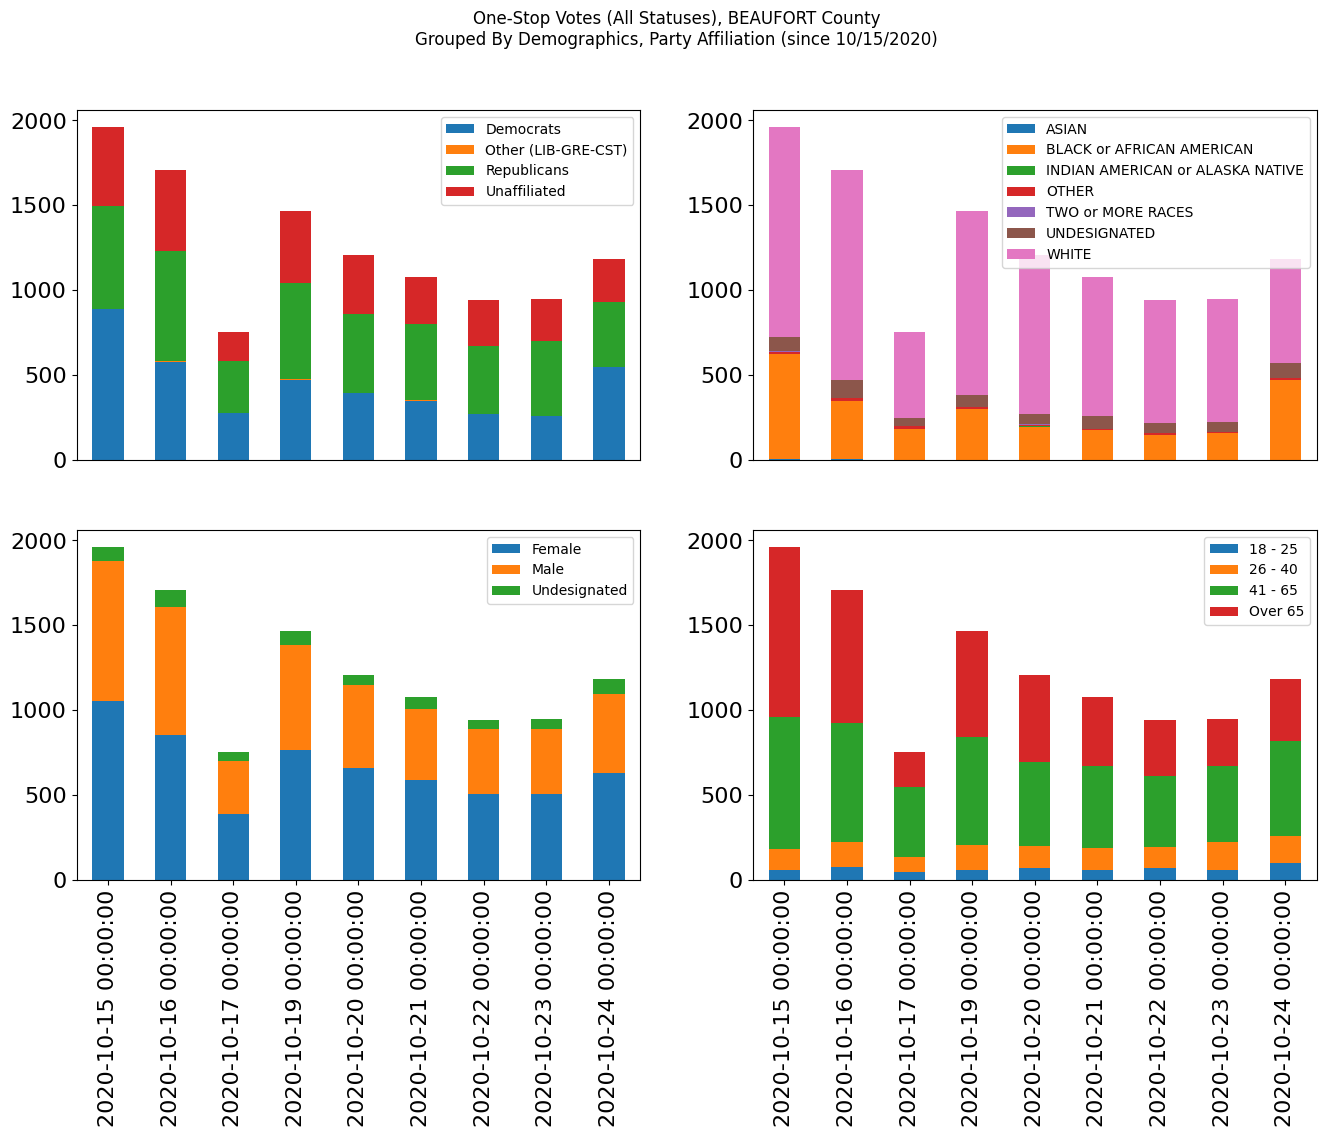 One-Stop Votes (All Statuses), BEAUFORT County
Grouped By Demographics, Party Affiliation (since 10/15/2020)
2000
1500
1000
500
0
Democrats
Other (LIB-GRE-CST)
Republicans
Unaffiliated
2000
1500
1000
500
0
ASIAN
BLACK or AFRICAN AMERICAN
INDIAN AMERICAN or ALASKA NATIVE
OTHER
TWO or MORE RACES
UNDESIGNATED
WHITE
2000
1500
1000
500
0
Female
Male
Undesignated
2020-10-15 00:00:00
2020-10-16 00:00:00
2020-10-17 00:00:00
2020-10-19 00:00:00
2020-10-20 00:00:00
2020-10-21 00:00:00
2020-10-22 00:00:00
2020-10-23 00:00:00
2020-10-24 00:00:00
2000
1500
1000
500
0
18 - 25
26 - 40
41 - 65
Over 65
2020-10-15 00:00:00
2020-10-16 00:00:00
2020-10-17 00:00:00
2020-10-19 00:00:00
2020-10-20 00:00:00
2020-10-21 00:00:00
2020-10-22 00:00:00
2020-10-23 00:00:00
2020-10-24 00:00:00